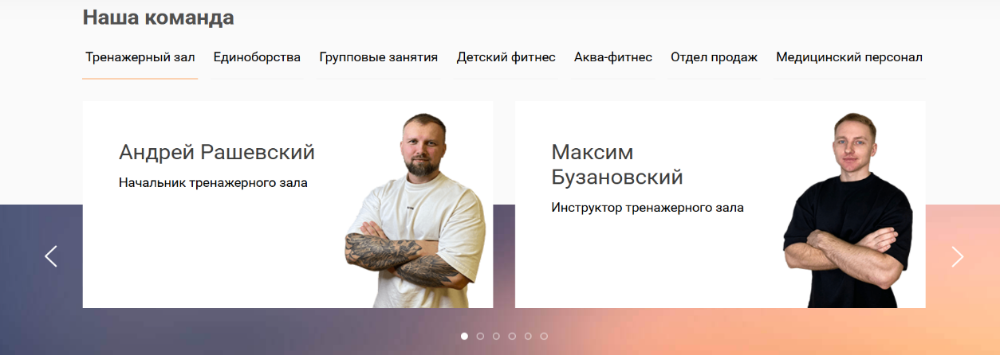 Наша команда
Тренажерный зал Единоборства Групповые занятия Детский фитнес Аква-фитнес Отдел продаж Медицинский персонал
Андрей Рашевский
Начальник тренажерного зала
Максим
Бузановский
Инструктор тренажерного зала